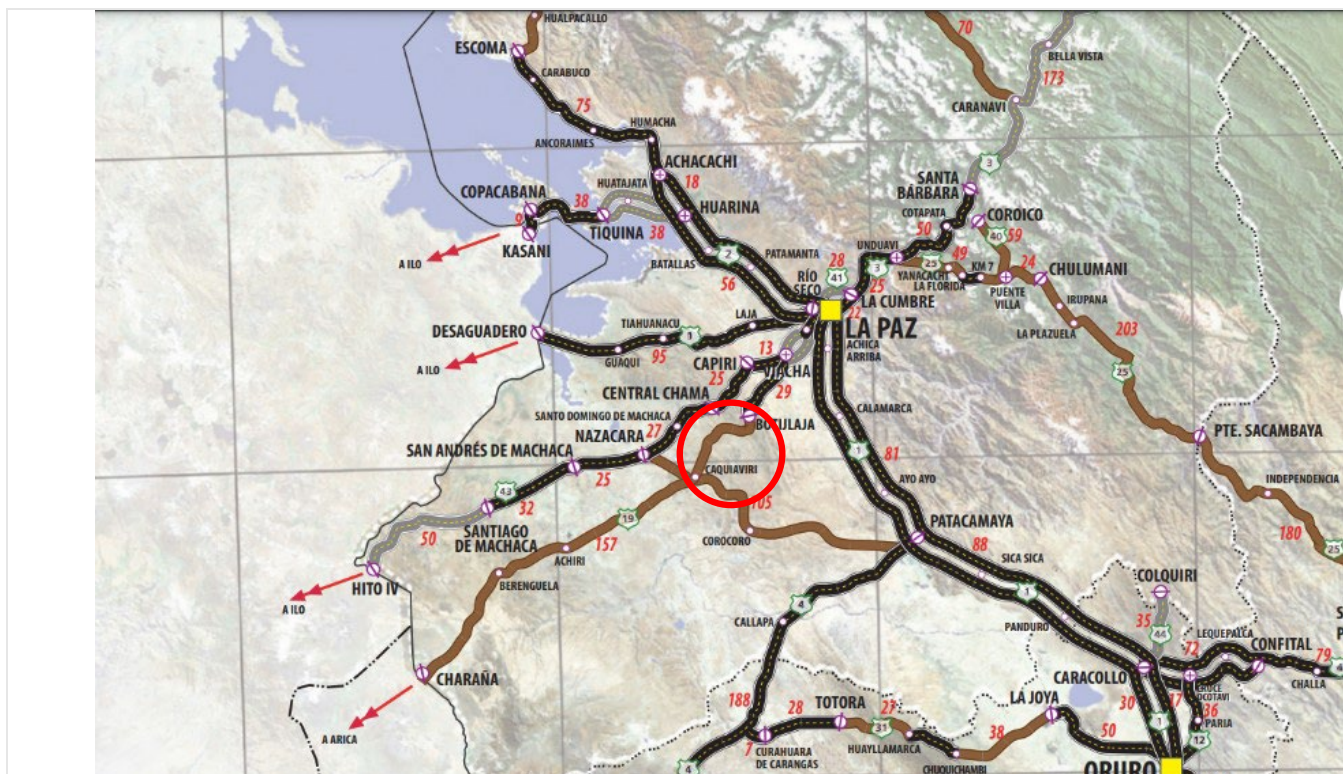 HUALPACALLO
70
ESCOMA
BELLA VISTA
CARABUCO
173
CARANAVI
75
HUMACHA
ANCORAIMES
ACHACACHI
3
18
SANTA
BÁRBARA
HUATAJATA
COPACABANA
38
HUARINA
COTAPATA
COROICO
9
TIQUINA
38
50
40
59
KASANI
2
PATAMANTA
28
UNDUAVI
49
24
A ILO
BATALLAS
41
3
25
KM 7
CHULUMANI
56
RÍO
SECO
25
YANACACHI
LA FLORIDA
PUENTE
VILLA
LA CUMBRE
IRUPANA
22
LA PAZ
DESAGUADERO
TIAHUANACU
LAJA
LA PLAZUELA
203
1
ACHICA
ARRIBA
A ILO
GUAQUI
95
CAPIRI
13
VIACHA
25
25
CENTRAL CHAMA
29
SANTO DOMINGO DE MACHACA
BOTULAJA
CALAMARCA
NAZACARA
27
PTE. SACAMBAYA
SAN ANDRÉS DE MACHACA
1
81
CAQUIAVIRI
25
AYO AYO
INDEPENDENCIA
43
32
105
19
PATACAMAYA
SANTIAGO
DE MACHACA
50
157
COROCORO
88
180
25
ACHIRI
SICA SICA
HITO IV
BERENGUELA
COLQUIRI
A ILO
1
4
CALLAPA
35
PANDURO
44
LEQUEPALCA
72
CONFITAL
79
CHARAÑA
CARACOLLO
CRUCE
CHALLA
4
188
TOTORA
LA JOYA
30
17
36
28
27
PARIA
A ARICA
31
38
50
1
7
CURAHUARA
DE CARANGAS
HUAYLLAMARCA
12
4
CHUQUICHAMBI
ORURO